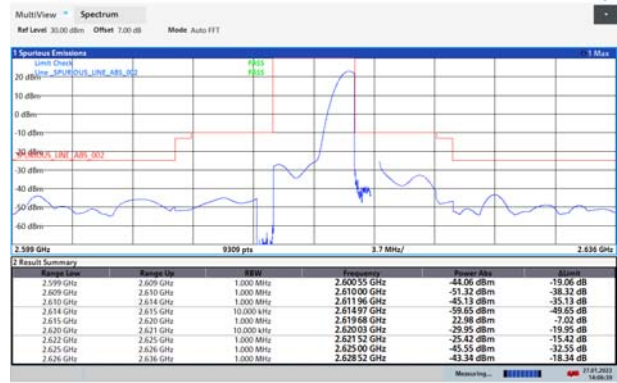 MultiView Spectrum
Ref Level 30.00 dBm Offset 7.00 dB Mode Auto FFT
1 Spurious Emissions 1 Max
Limit Check PASS
Line _SPURIOUS_LINE_ABS_002 PASS
20 dBm
10 dBm
0 dBm
-10 dBm
_SPURIOUS_LINE_ABS_002
-30 dBm
-40 dBm
-50 dBm
-60 dBm
2.599 GHz 9309 pts 3.7 MHz/ 2.636 GHz
2 Result Summary
Range Low Range Up RBW Frequency Power Abs ΔLimit
2.599 GHz 2.609 GHz 1.000 MHz 2.60055 GHz -44.06 dBm -19.06 dB
2.609 GHz 2.610 GHz 1.000 MHz 2.61000 GHz -51.32 dBm -38.32 dB
2.610 GHz 2.614 GHz 1.000 MHz 2.61196 GHz -45.13 dBm -35.13 dB
2.614 GHz 2.615 GHz 10.000 kHz 2.61497 GHz -59.65 dBm -49.65 dB
2.615 GHz 2.620 GHz 1.000 MHz 2.61968 GHz 22.98 dBm -7.02 dB
2.620 GHz 2.621 GHz 10.000 kHz 2.62003 GHz -29.95 dBm -19.95 dB
2.622 GHz 2.625 GHz 1.000 MHz 2.62152 GHz -25.42 dBm -15.42 dB
2.625 GHz 2.626 GHz 1.000 MHz 2.62500 GHz -45.55 dBm -32.55 dB
2.626 GHz 2.636 GHz 1.000 MHz 2.62852 GHz -43.34 dBm -18.34 dB
Measuring... 27.01.2022
14:06:39